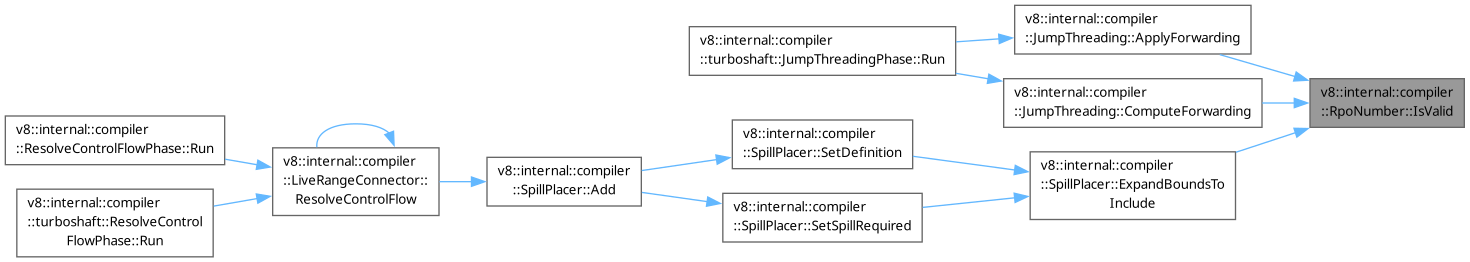 v8::internal::compiler
::JumpThreading::ApplyForwarding
v8::internal::compiler
::turboshaft::JumpThreadingPhase::Run
v8::internal::compiler
::RpoNumber::IsValid
v8::internal::compiler
::JumpThreading::ComputeForwarding
v8::internal::compiler
::ResolveControlFlowPhase::Run
v8::internal::compiler
::SpillPlacer::SetDefinition
v8::internal::compiler
::LiveRangeConnector::
ResolveControlFlow
v8::internal::compiler
::SpillPlacer::Add
v8::internal::compiler
::SpillPlacer::ExpandBoundsTo
Include
v8::internal::compiler
::turboshaft::ResolveControl
FlowPhase::Run
v8::internal::compiler
::SpillPlacer::SetSpillRequired